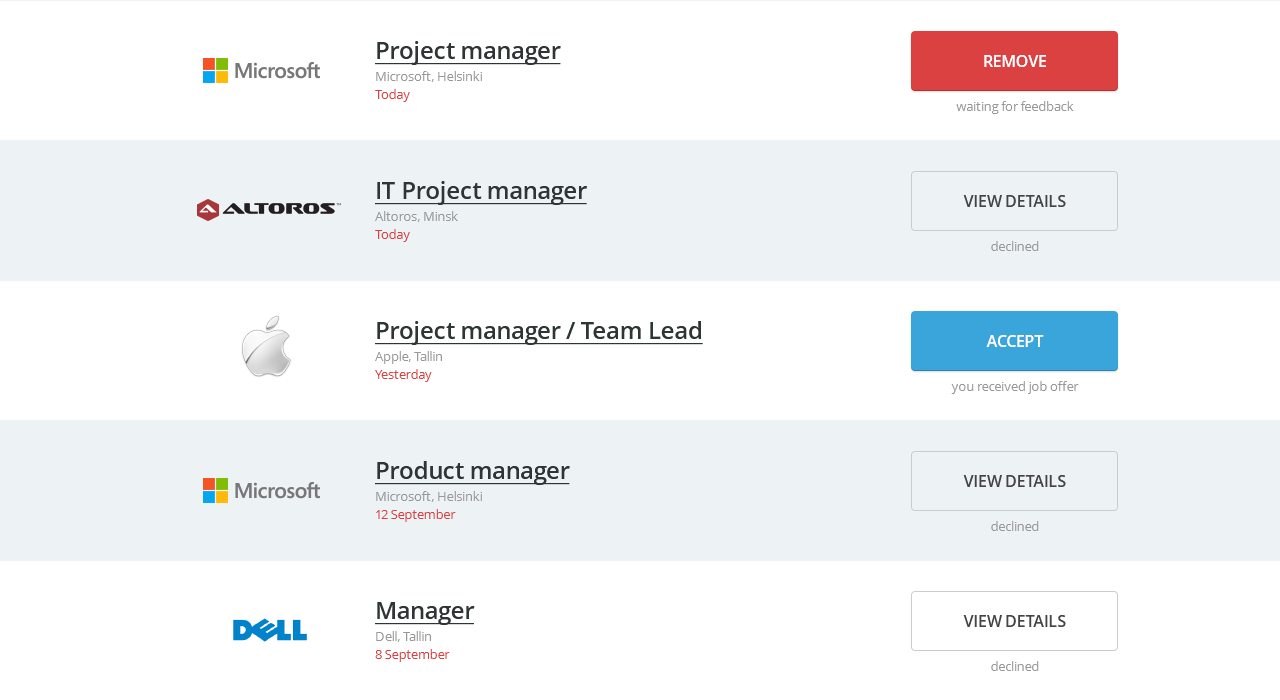 Microsoft
Project manager
Microsoft, Helsinki
Today
REMOVE
waiting for feedback
ALTOROS™
IT Project manager
Altoros, Minsk
Today
VIEW DETAILS
declined
Project manager / Team Lead
Apple, Tallin
Yesterday
ACCEPT
you received job offer
Microsoft
Product manager
Microsoft, Helsinki
12 September
VIEW DETAILS
declined
DELL
Manager
Dell, Tallin
8 September
VIEW DETAILS
declined